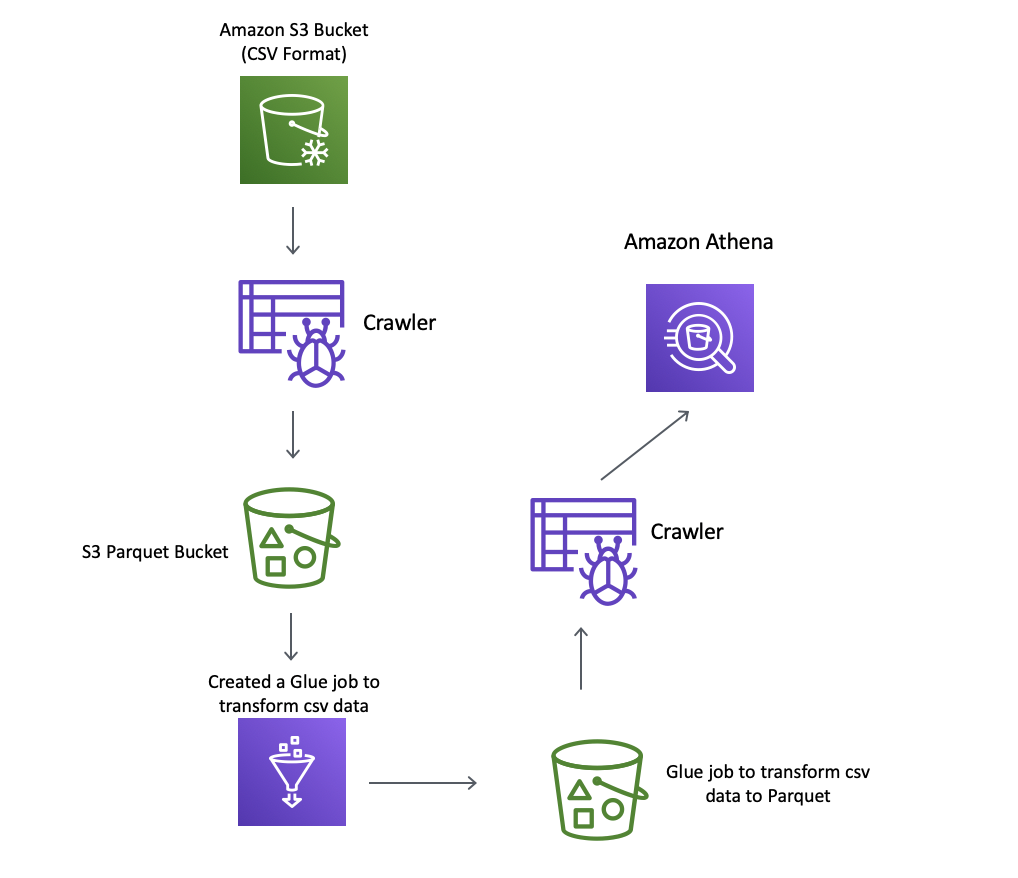 Amazon S3 Bucket
(CSV Format)
Crawler
S3 Parquet Bucket
Created a Glue job to
transform csv data
Glue job to transform csv
data to Parquet
Crawler
Amazon Athena